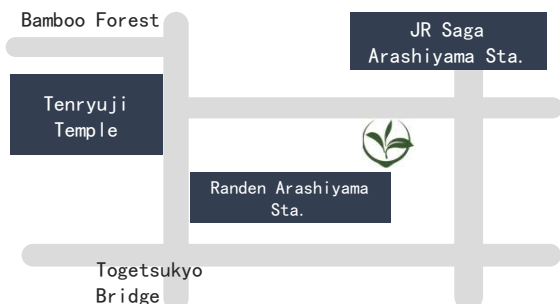 Bamboo Forest
JR Saga
Arashiyama Sta.
Tenryuji
Temple
Randen Arashiyama
Sta.
Togetsukyo
Bridge